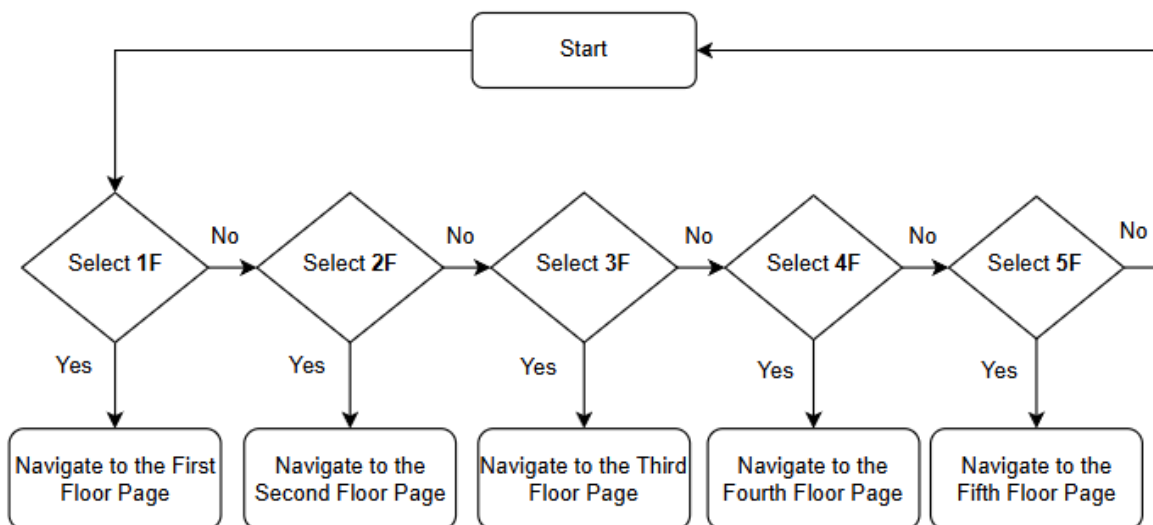 Start
Select 1F
No
Select 2F
No
Select 3F
No
Select 4F
No
Select 5F
No
Yes
Yes
Yes
Yes
Yes
Navigate to the First
Floor Page
Navigate to the
Second Floor Page
Navigate to the Third
Floor Page
Navigate to the
Fourth Floor Page
Navigate to the
Fifth Floor Page